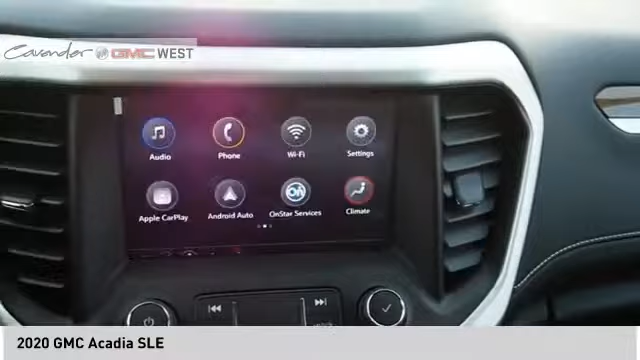 Cavender GMC WEST
Audio Phone Wi-Fi Settings
Apple CarPlay Android Auto OnStar Services Climate
2020 GMC Acadia SLE